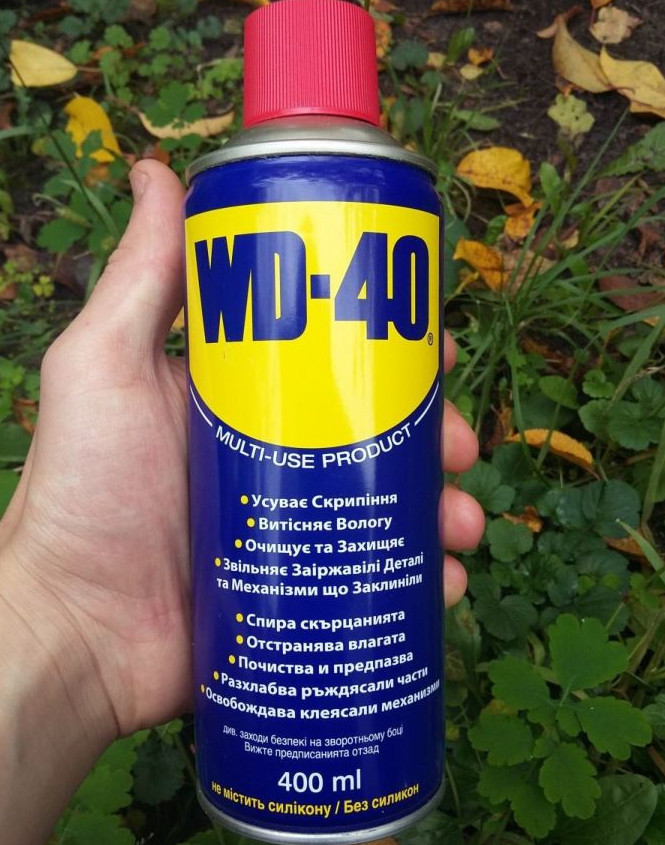 WD-40®
MULTI-USE PRODUCT
• Усуває Скрипіння
• Витісняє Вологу
• Очищує та Захищяє
• Звільняє Заіржавілі Деталі
та Механізми що Заклинили
• Спира скърцанията
• Отстранява влагата
• Почиства и предпазва
• Разхлабва ръждясали части
• Освобождава клеясали механизми
див. заходи безпекі на зворотньому боці
Вижте предписанията отзад
400 ml
не містить силікону / Без силикон